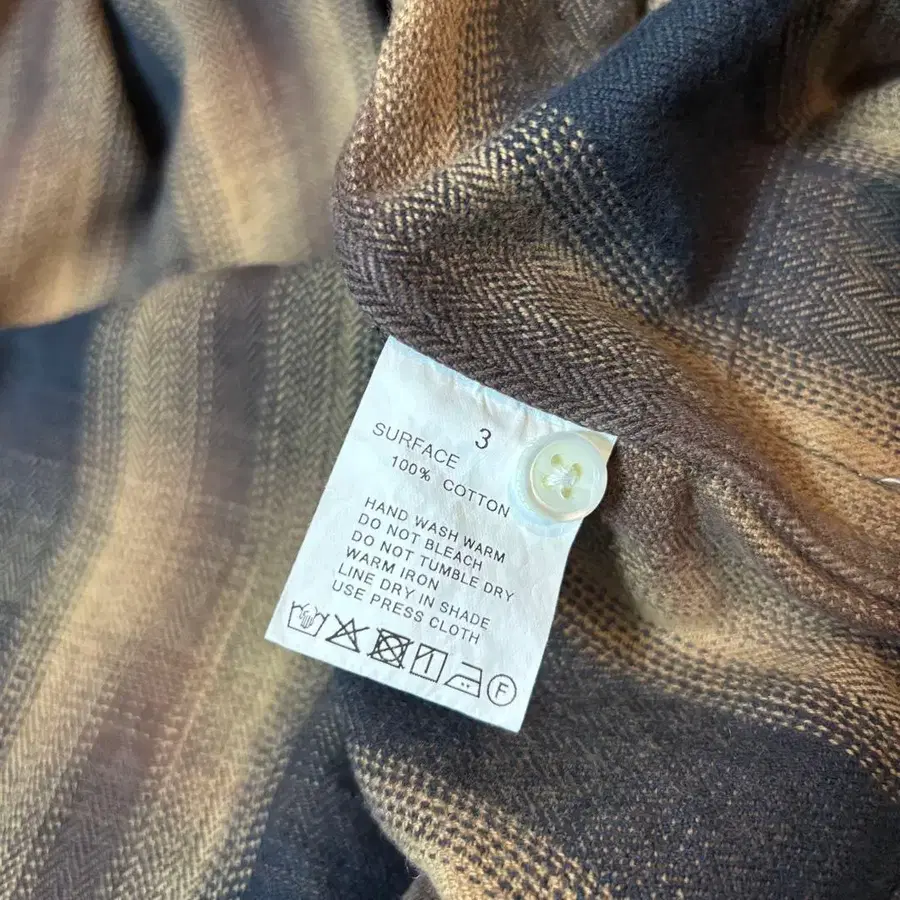 3
SURFACE
100% COTTON
HAND WASH WARM
DO NOT BLEACH
DO NOT TUMBLE DRY
WARM IRON
LINE DRY IN SHADE
USE PRESS CLOTH
F